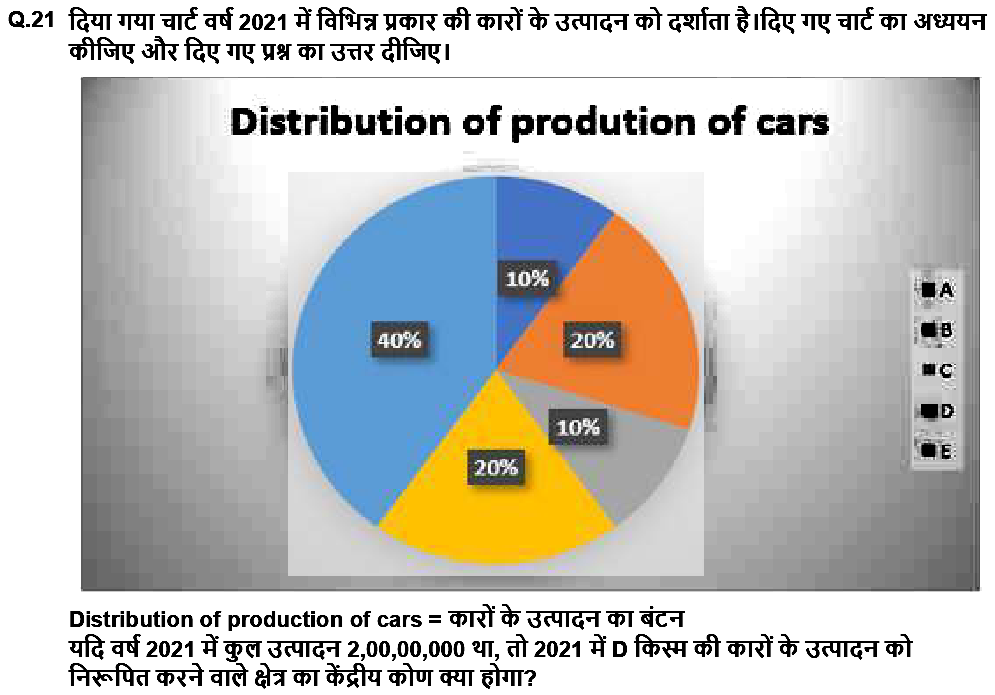 Q.21 दिया गया चार्ट वर्ष 2021 में विभिन्न प्रकार की कारों के उत्पादन को दर्शाता है।दिए गए चार्ट का अध्ययन
कीजिए और दिए गए प्रश्न का उत्तर दीजिए।
Distribution of prodution of cars
10%
40%
20%
10%
20%
A
B
C
D
E
Distribution of production of cars = कारों के उत्पादन का बंटन
यदि वर्ष 2021 में कुल उत्पादन 2,00,00,000 था, तो 2021 में D किस्म की कारों के उत्पादन को
निरूपित करने वाले क्षेत्र का केंद्रीय कोण क्या होगा?